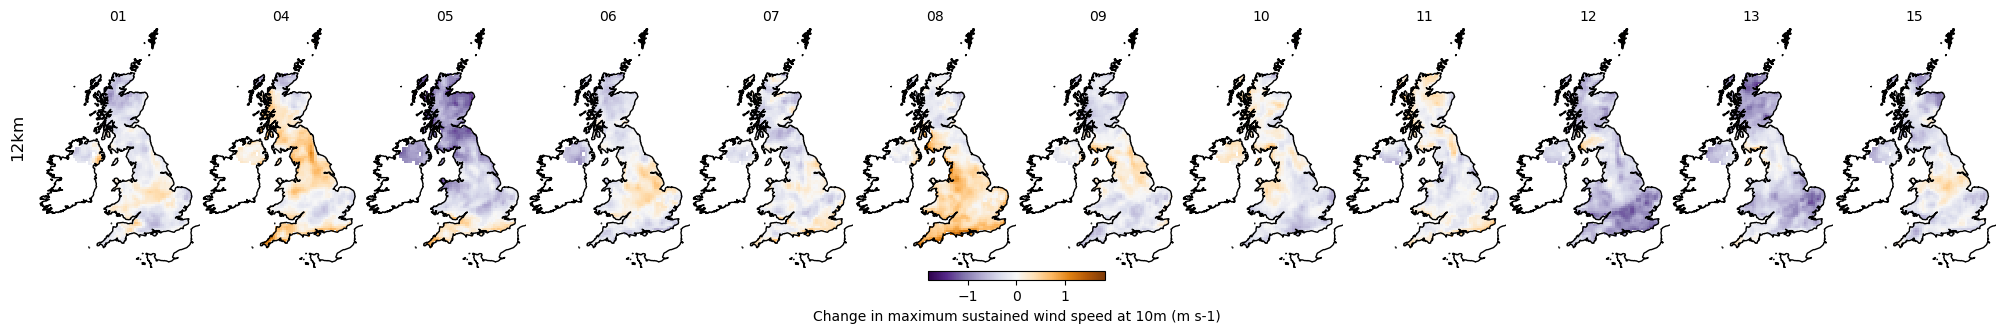 01 04 05 06 07 08 09 10 11 12 13 15
12km
−1 0 1
Change in maximum sustained wind speed at 10m (m s-1)